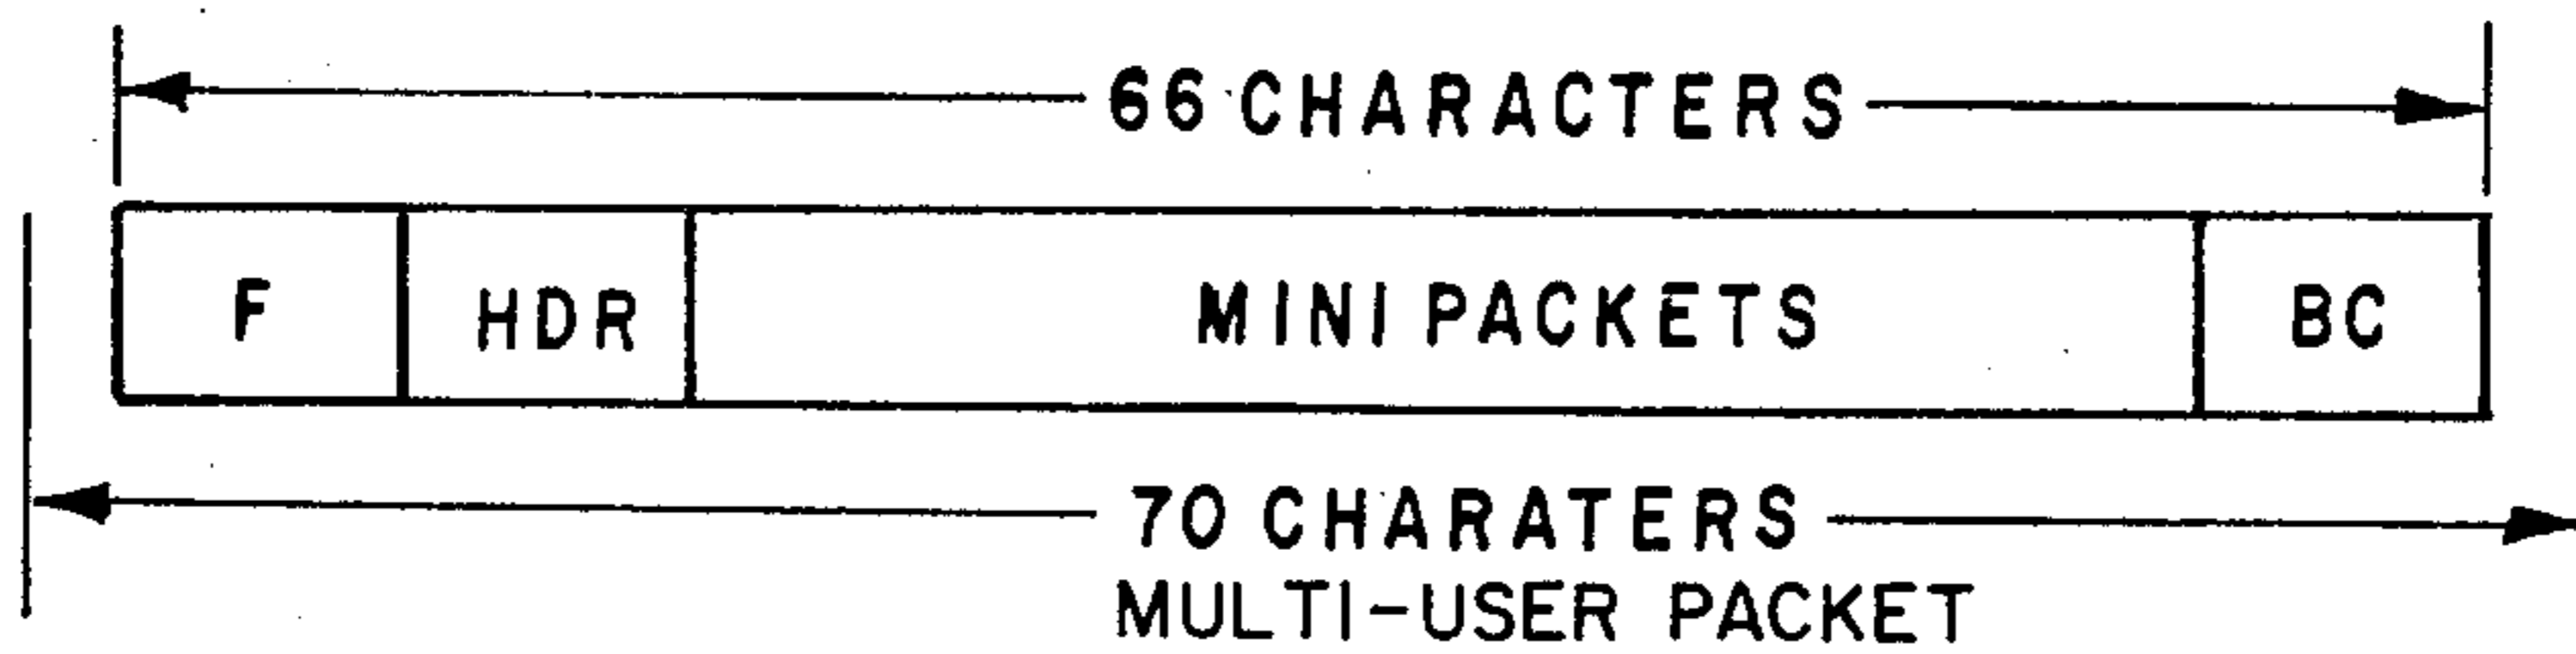 66 CHARACTERS
F HDR MINI PACKETS BC
70 CHARATERS
MULTI-USER PACKET